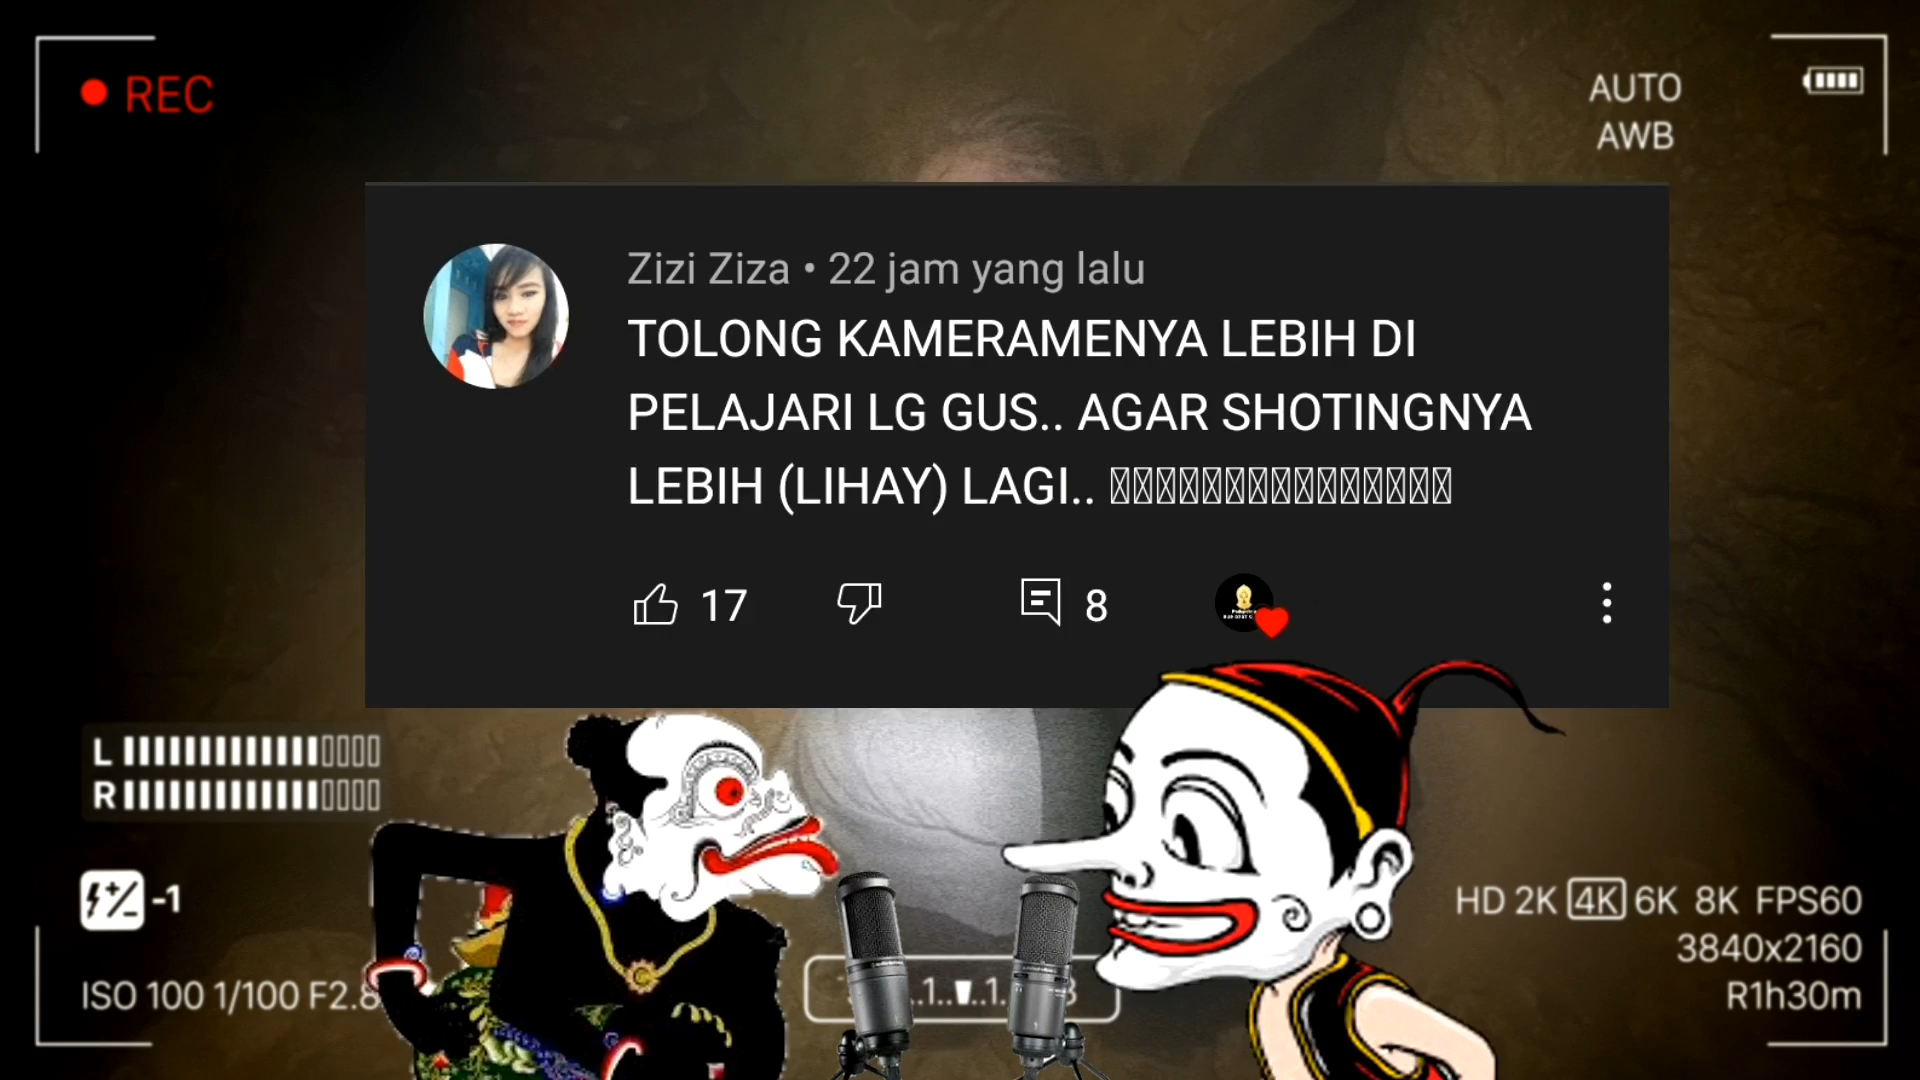 REC
AUTO
AWB
Zizi Ziza • 22 jam yang lalu
TOLONG KAMERAMENYA LEBIH DI
PELAJARI LG GUS.. AGAR SHOTINGNYA
LEBIH (LIHAY) LAGI..
17
8
L
R
-1
ISO 100 1/100 F2.8
HD 2K 4K 6K 8K FPS60
3840x2160
R1h30m